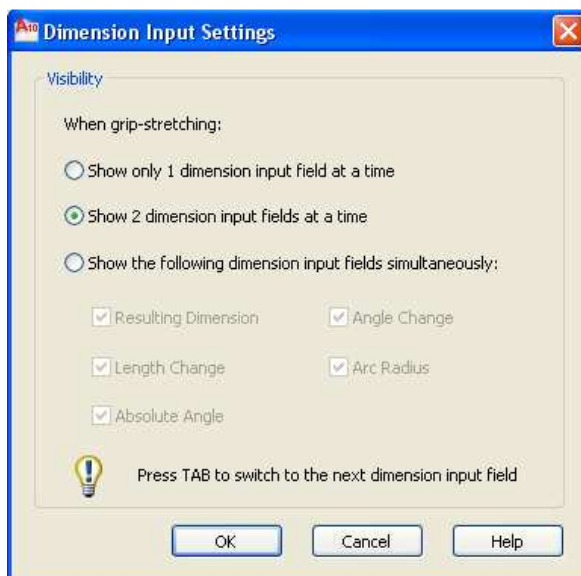 A10 Dimension Input Settings
Visibility
When grip-stretching:
Show only 1 dimension input field at a time
Show 2 dimension input fields at a time
Show the following dimension input fields simultaneously:
Resulting Dimension Angle Change
Length Change Arc Radius
Absolute Angle
Press TAB to switch to the next dimension input field
OK Cancel Help